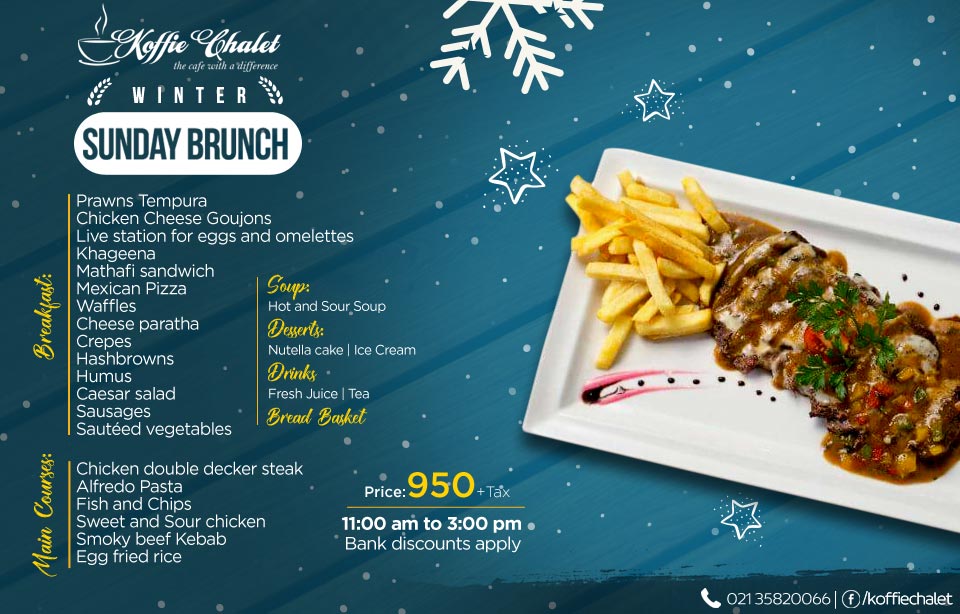 Koffie Chalet
the cafe with a difference
WINTER
SUNDAY BRUNCH
Breakfast:
Prawns Tempura
Chicken Cheese Goujons
Live station for eggs and omelettes
Khageena
Mathafi sandwich
Mexican Pizza
Waffles
Cheese paratha
Crepes
Hashbrowns
Humus
Caesar salad
Sausages
Sautéed vegetables
Soup:
Hot and Sour Soup
Desserts:
Nutella cake | Ice Cream
Drinks
Fresh Juice | Tea
Bread Basket
Main Courses:
Chicken double decker steak
Alfredo Pasta
Fish and Chips
Sweet and Sour chicken
Smoky beef Kebab
Egg fried rice
Price: 950 +Tax
11:00 am to 3:00 pm
Bank discounts apply
021 35820066 | f /koffiechalet